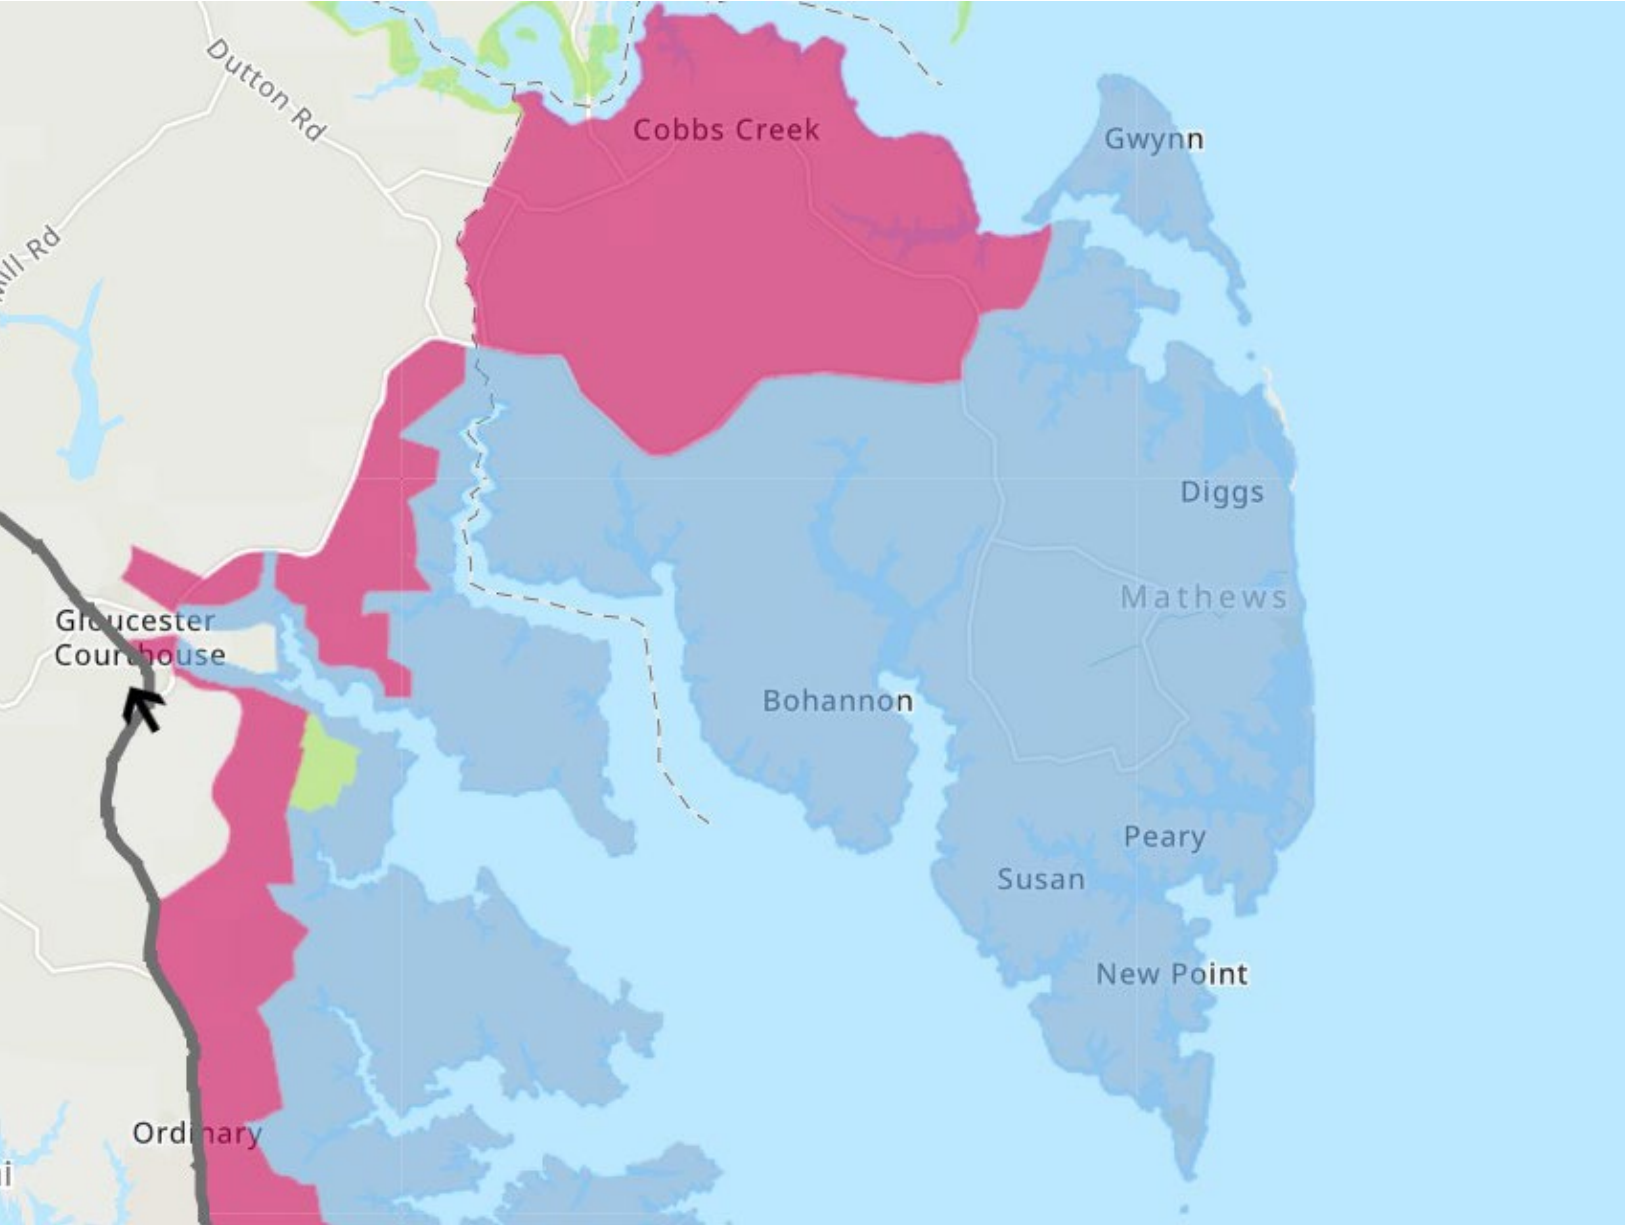 Dutton Rd
Cobbs Creek
Gwynn
Mill Rd
Diggs
Mathews
Gloucester
Courthouse
Bohannon
Peary
Susan
New Point
Ordinary